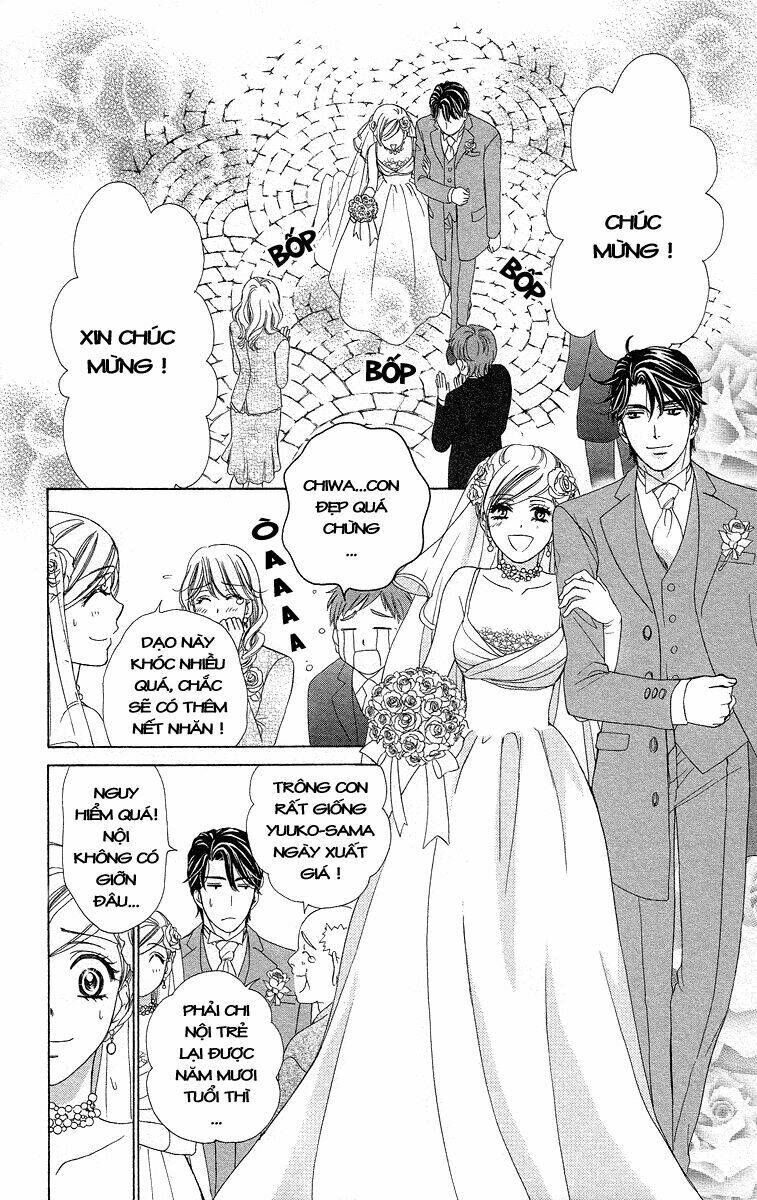 CHÚC
MỪNG !
BỐP
BỐP
BỐP
XIN CHÚC
MỪNG !
CHIWA...CON
ĐẸP QUÁ
CHỪNG
...
ÒAAAA
DẠO NÀY
KHÓC NHIỀU
QUÁ, CHẮC
SẼ CÓ THÊM
NẾT NHĂN !
TRÔNG CON
RẤT GIỐNG
YUUKO-SAMA
NGÀY XUẤT
GIÁ !
NGUY
HIỂM QUÁ!
NỘI
KHÔNG CÓ
GIỠN
ĐÂU...
PHẢI CHI
NỘI TRẺ
LẠI ĐƯỢC
NĂM MƯƠI
TUỔI THÌ
...